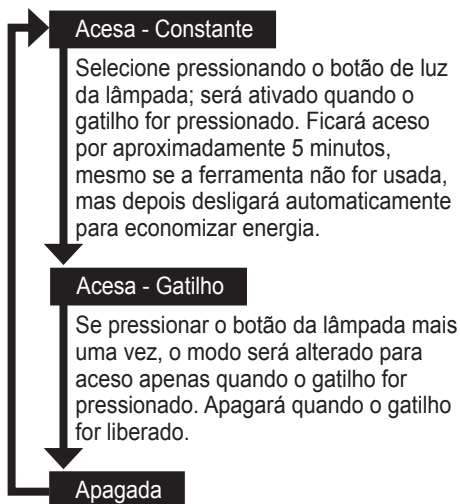 Acesa - Constante
Selecione pressionando o botão de luz
da lâmpada; será ativado quando o
gatilho for pressionado. Ficará aceso
por aproximadamente 5 minutos,
mesmo se a ferramenta não for usada,
mas depois desligará automaticamente
para economizar energia.
Acesa - Gatilho
Se pressionar o botão da lâmpada mais
uma vez, o modo será alterado para
aceso apenas quando o gatilho for
pressionado. Apagará quando o gatilho
for liberado.
Apagada